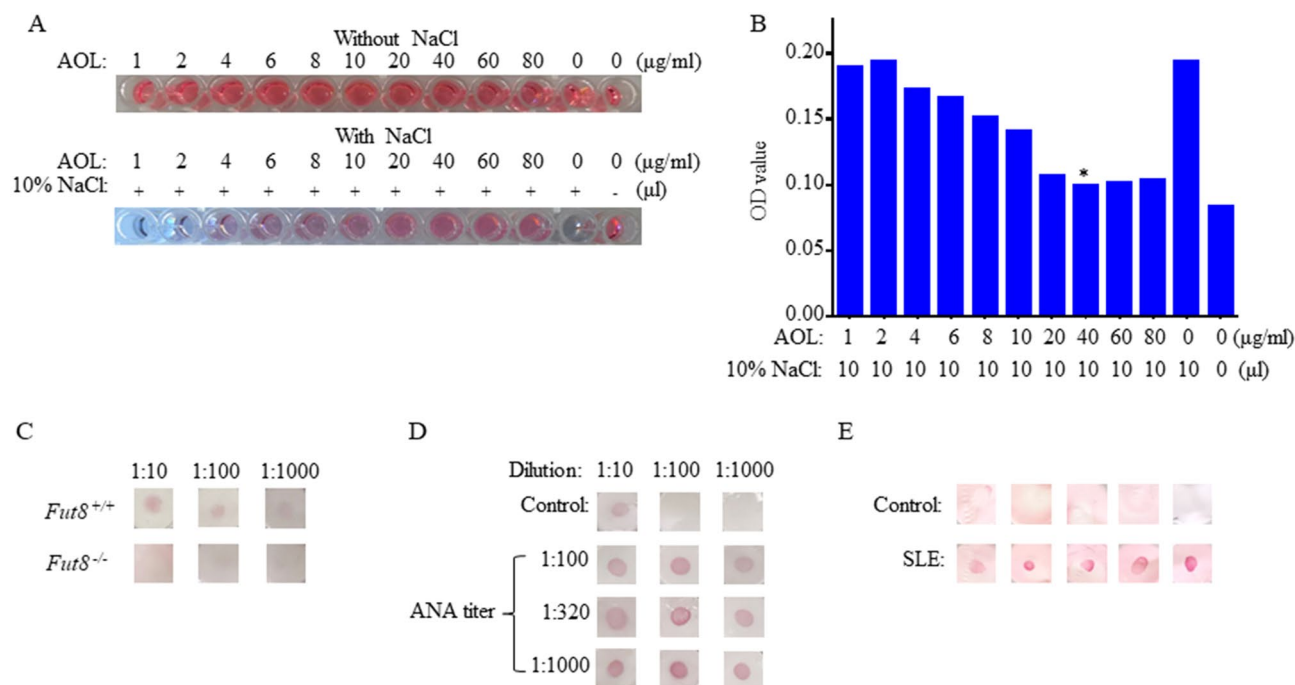 A
Without NaCl
AOL: 1 2 4 6 8 10 20 40 60 80 0 0 (µg/ml)
With NaCl
AOL: 1 2 4 6 8 10 20 40 60 80 0 0 (µg/ml)
10% NaCl: + + + + + + + + + + + - (µl)
B
OD value
0.20
0.15
0.10
0.05
0.00
*
AOL: 1 2 4 6 8 10 20 40 60 80 0 0 (µg/ml)
10% NaCl: 10 10 10 10 10 10 10 10 10 10 10 0 (µl)
C
1:10 1:100 1:1000
Fut8+/+
Fut8-/-
D
Dilution: 1:10 1:100 1:1000
Control:
ANA titer
1:100
1:320
1:1000
E
Control:
SLE: